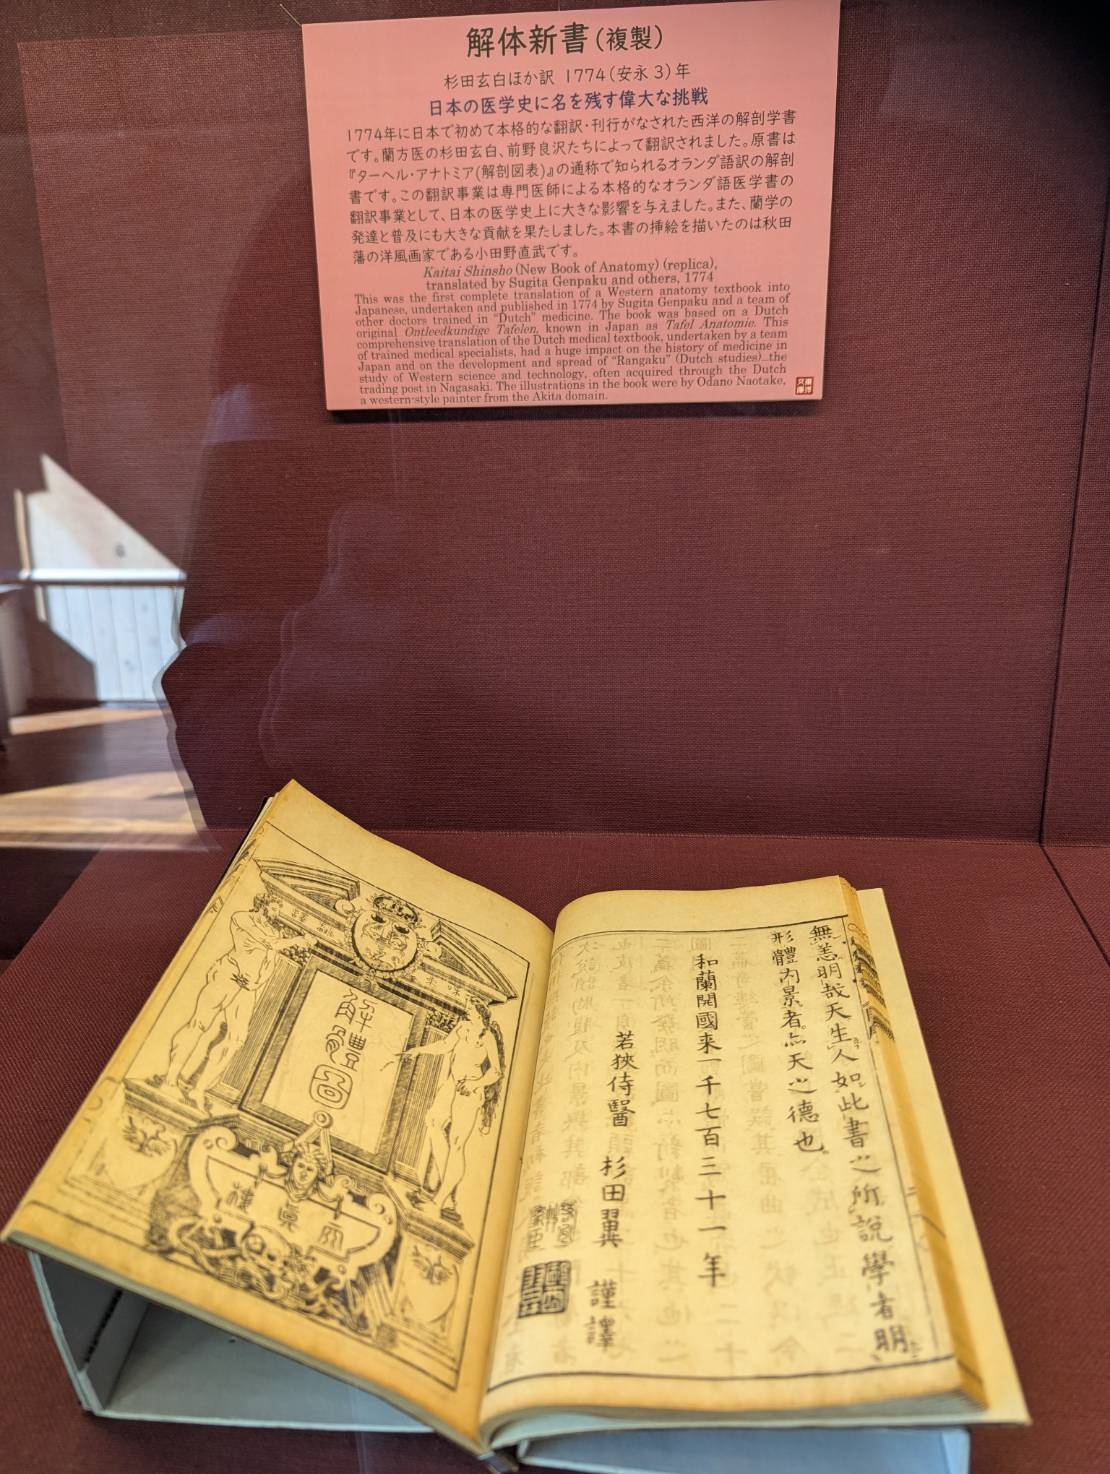 解体新書(複製)
杉田玄白ほか訳 1774(安永3)年
日本の医学史に名を残す偉大な挑戦
1774年に日本で初めて本格的な翻訳・刊行がなされた西洋の解剖学書
です。蘭方医の杉田玄白、前野良沢たちによって翻訳されました。原書は
『ターヘル・アナトミア(解剖図表)』の通称で知られるオランダ語訳の解剖
書です。この翻訳事業は専門医師による本格的なオランダ語医学書の
翻訳事業として、日本の医学史上に大きな影響を与えました。また、蘭学の
発達と普及にも大きな貢献を果たしました。本書の挿絵を描いたのは秋田
藩の洋風画家である小田野直武です。
Kaitai Shinsho (New Book of Anatomy) (replica),
translated by Sugita Genpaku and others, 1774
This was the first complete translation of a Western anatomy textbook into
Japanese, undertaken and published in 1774 by Sugita Genpaku and a team of
other doctors trained in "Dutch" medicine. The book was based on a Dutch
original Ontleedkundige Tafelen, known in Japan as Tafel Anatomie. This
comprehensive translation of the Dutch medical textbook, undertaken by a team
of trained medical specialists, had a huge impact on the history of medicine in
Japan and on the development and spread of "Rangaku" (Dutch studies)—the
study of Western science and technology, often acquired through the Dutch
trading post in Nagasaki. The illustrations in the book were by Odano Naotake,
a western-style painter from the Akita domain.
無恙明哉天生人如此書之所説學者明
形體内景者亦天之德也
和蘭開國来一千七百三十一年
若狹侍醫 杉田翼 謹譯
解體圖